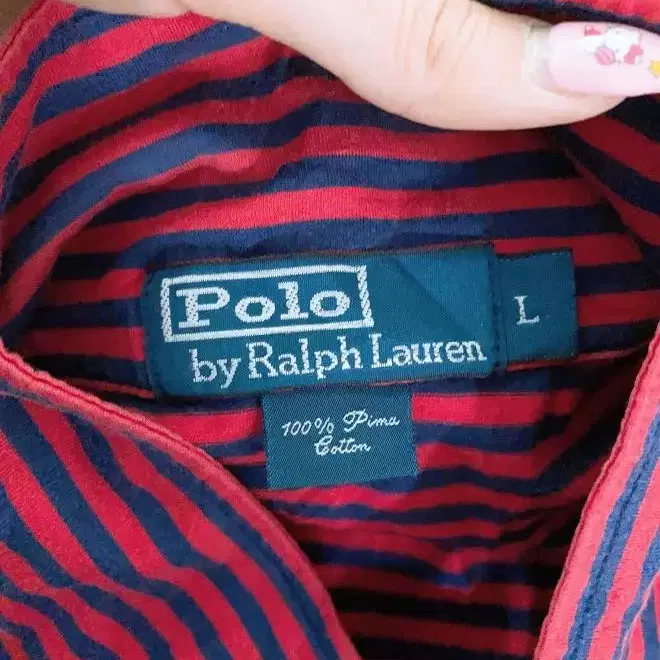 Polo
by Ralph Lauren
L
100% Pima
Cotton